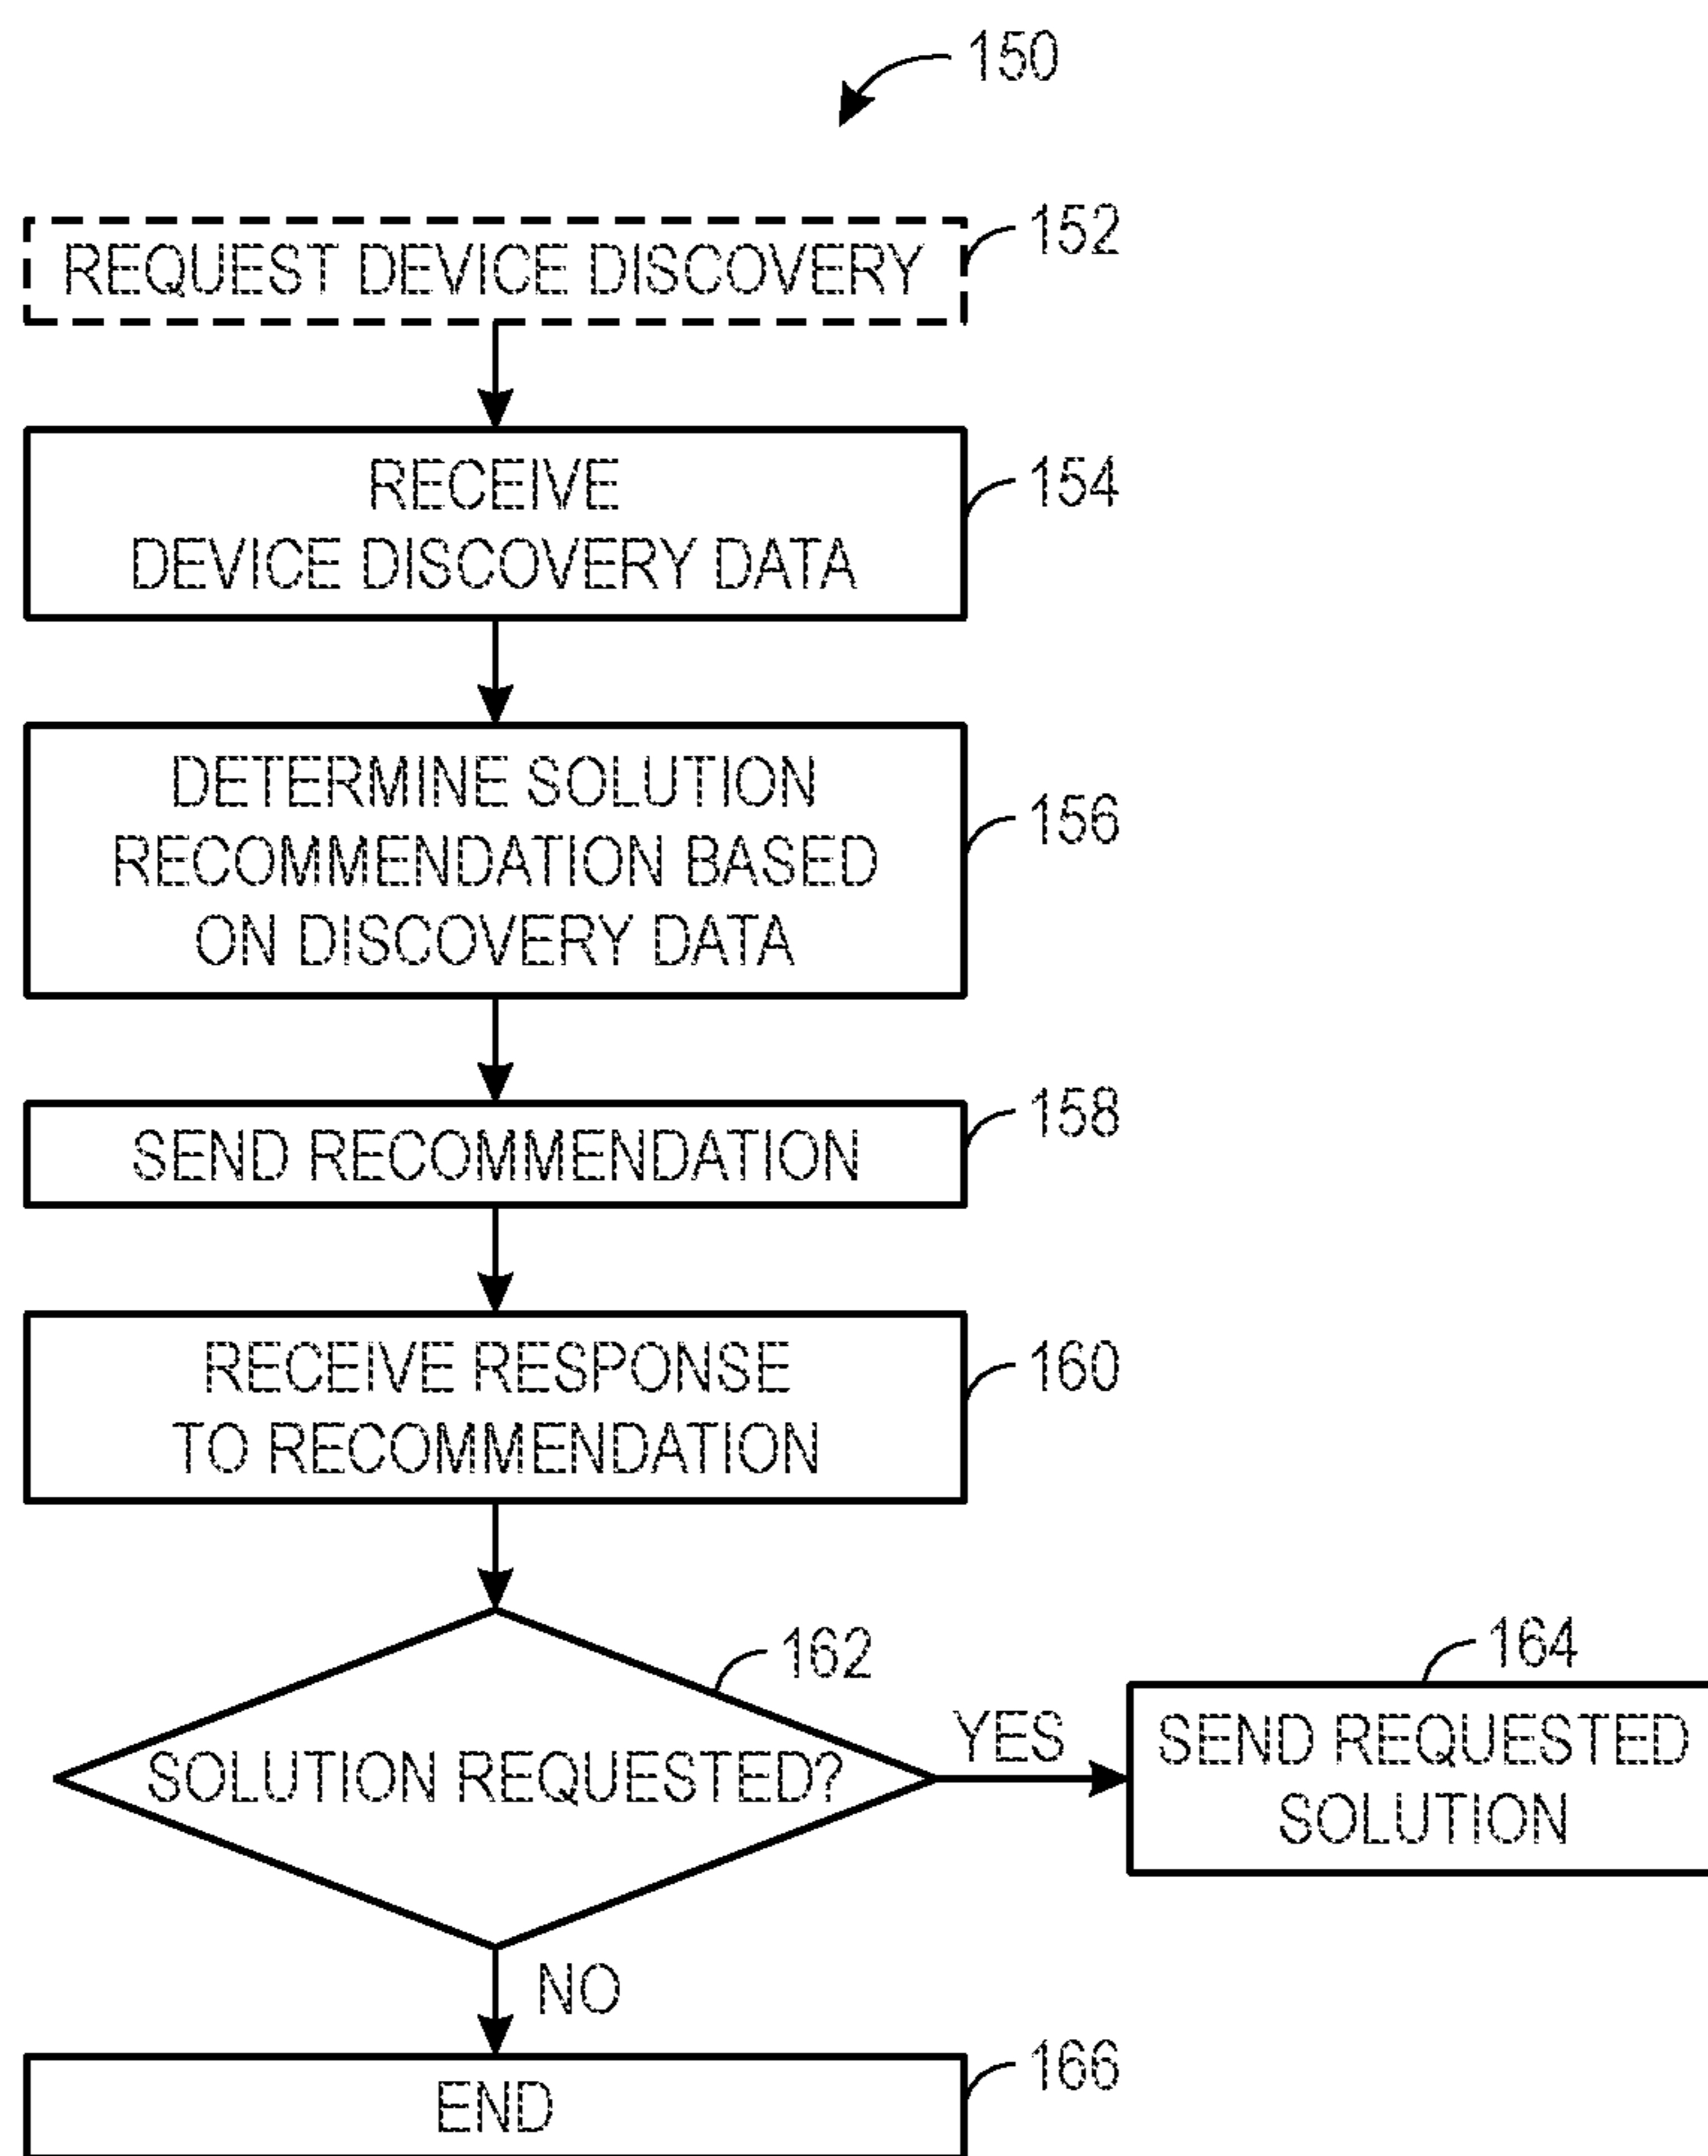 150
REQUEST DEVICE DISCOVERY
152
RECEIVE
DEVICE DISCOVERY DATA
154
DETERMINE SOLUTION
RECOMMENDATION BASED
ON DISCOVERY DATA
156
SEND RECOMMENDATION
158
RECEIVE RESPONSE
TO RECOMMENDATION
160
SOLUTION REQUESTED?
162
YES
SEND REQUESTED
SOLUTION
164
NO
END
166